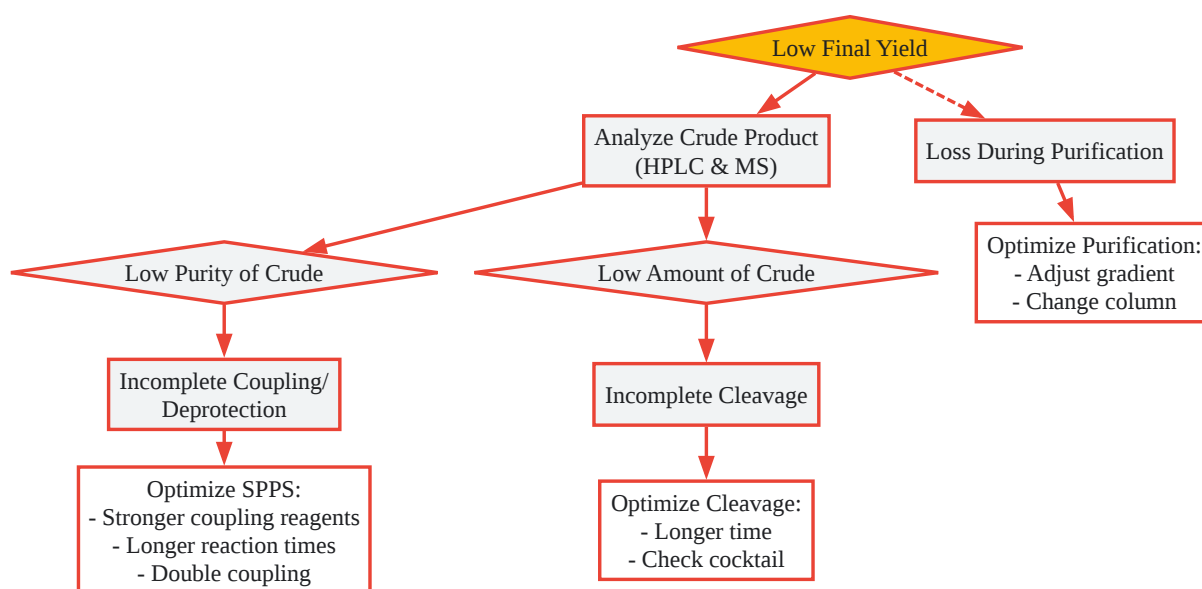 Low Final Yield
Analyze Crude Product
(HPLC & MS)
Loss During Purification
Low Purity of Crude
Low Amount of Crude
Optimize Purification:
- Adjust gradient
- Change column
Incomplete Coupling/
Deprotection
Incomplete Cleavage
Optimize SPPS:
- Stronger coupling reagents
- Longer reaction times
- Double coupling
Optimize Cleavage:
- Longer time
- Check cocktail